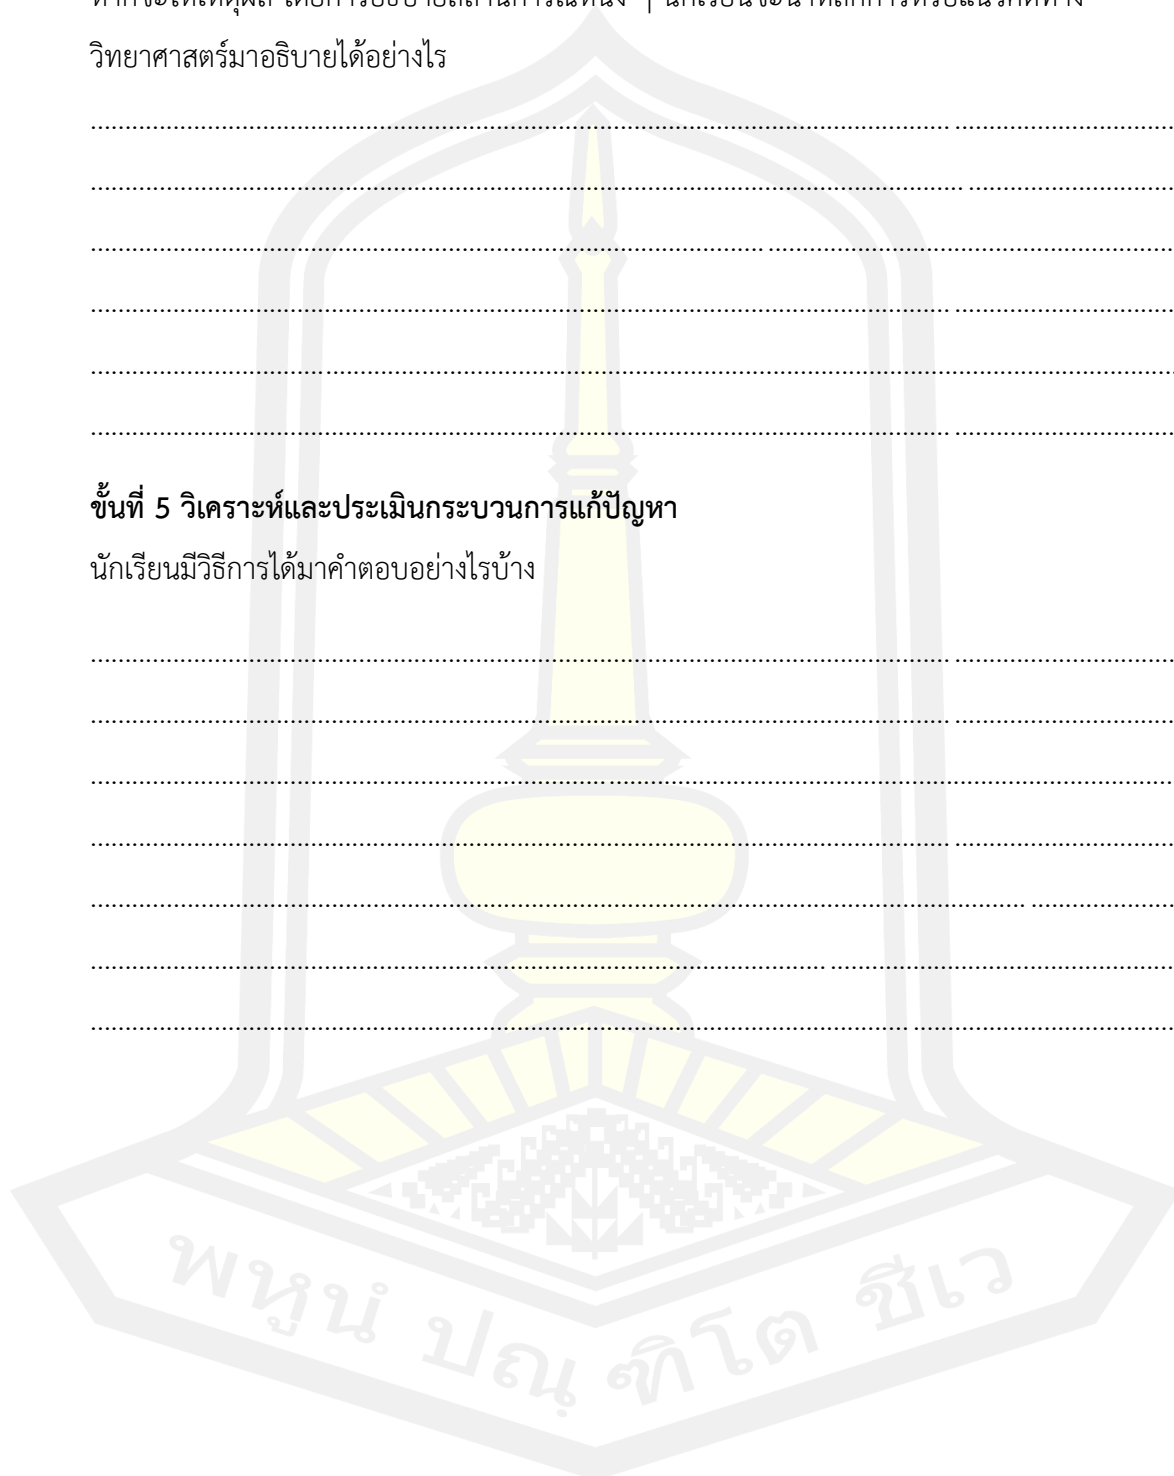 วิทยาศาสตร์มาอธิบายได้อย่างไร
ขั้นที่ 5 วิเคราะห์และประเมินกระบวนการแก้ปัญหา
นักเรียนมีวิธีการได้มาคำตอบอย่างไรบ้าง
พหูนํ ปณฺฑิโต ชีเว